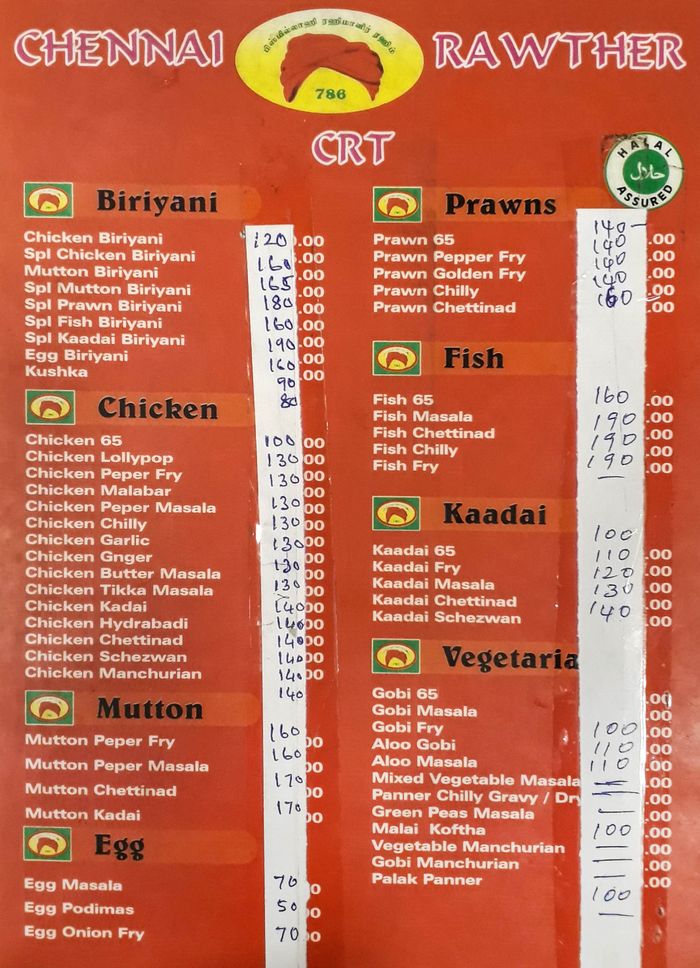 CHENNAI
பிஸ்மில்லாஹி ரஹிமானிர் ரஹிம்
786
RAWTHER
CRT
HALAL
حلال
ASSURED
Biriyani
Chicken Biriyani 120 .00
Spl Chicken Biriyani 160 .00
Mutton Biriyani 165 .00
Spl Mutton Biriyani 180 .00
Spl Prawn Biriyani 160 .00
Spl Fish Biriyani 190 .00
Spl Kaadai Biriyani 160 .00
Egg Biriyani 90 .00
Kushka 80 .00
Chicken
Chicken 65 100 00
Chicken Lollypop 130 00
Chicken Peper Fry 130 00
Chicken Malabar 00
Chicken Peper Masala 130 00
Chicken Chilly 130 00
Chicken Garlic 130 00
Chicken Gnger 130 00
Chicken Butter Masala 130 00
Chicken Tikka Masala 140 00
Chicken Kadai 140 00
Chicken Hydrabadi 140 00
Chicken Chettinad 140 00
Chicken Schezwan 140 00
Chicken Manchurian 140 00
Mutton
Mutton Peper Fry 160 00
Mutton Peper Masala 160 00
Mutton Chettinad 170 00
Mutton Kadai 170 00
Egg
Egg Masala 70 00
Egg Podimas 50 00
Egg Onion Fry 70 00
Prawns
Prawn 65 140 .00
Prawn Pepper Fry 140 .00
Prawn Golden Fry 140 .00
Prawn Chilly 140 .00
Prawn Chettinad 160 .00
Fish
Fish 65 160 .00
Fish Masala 190 .00
Fish Chettinad 190 .00
Fish Chilly 190 .00
Fish Fry — .00
Kaadai
Kaadai 65 100 .00
Kaadai Fry 110 .00
Kaadai Masala 120 .00
Kaadai Chettinad 130 .00
Kaadai Schezwan 140 .00
Vegetaria
Gobi 65 .00
Gobi Masala .00
Gobi Fry 100 .00
Aloo Gobi 110 .00
Aloo Masala 110 .00
Mixed Vegetable Masala .00
Panner Chilly Gravy / Dry .00
Green Peas Masala .00
Malai Koftha 100 .00
Vegetable Manchurian .00
Gobi Manchurian .00
Palak Panner 100 .00